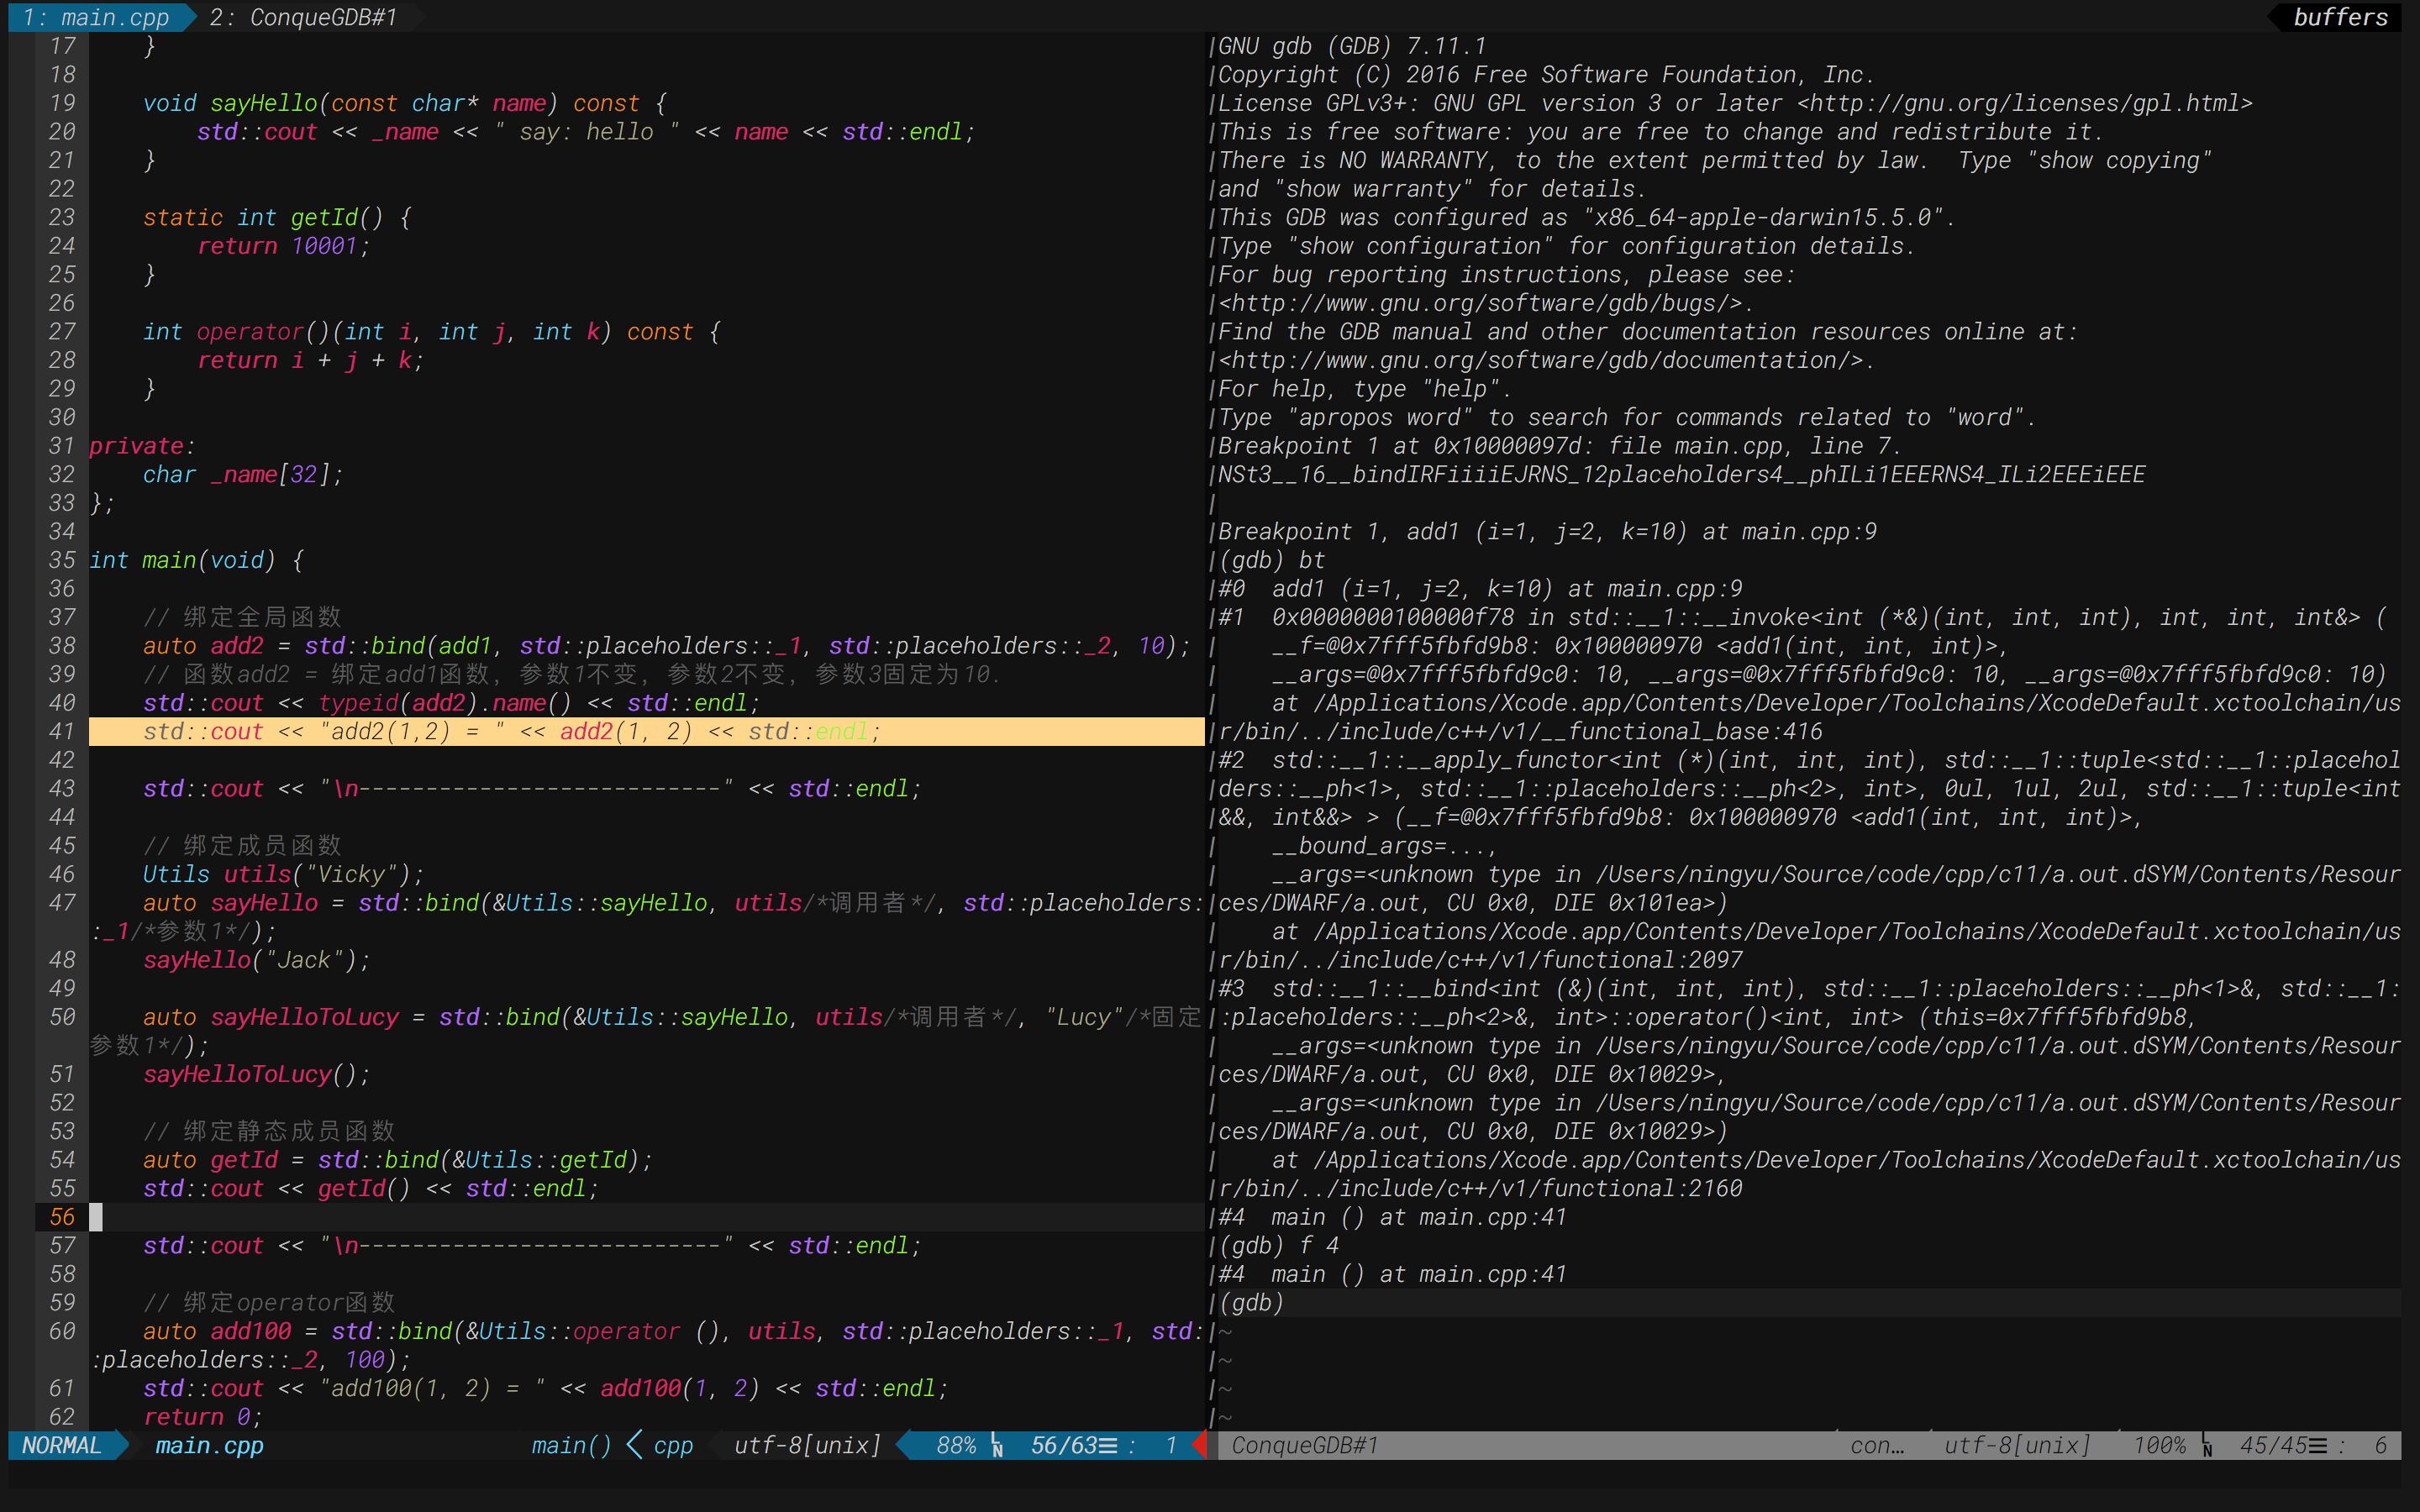 1: main.cpp 2: ConqueGDB#1 buffers
17     }
18
19     void sayHello(const char* name) const {
20         std::cout << _name << " say: hello " << name << std::endl;
21     }
22
23     static int getId() {
24         return 10001;
25     }
26
27     int operator()(int i, int j, int k) const {
28         return i + j + k;
29     }
30
31 private:
32     char _name[32];
33 };
34
35 int main(void) {
36
37     // 绑定全局函数
38     auto add2 = std::bind(add1, std::placeholders::_1, std::placeholders::_2, 10);
39     // 函数add2 = 绑定add1函数, 参数1不变, 参数2不变, 参数3固定为10.
40     std::cout << typeid(add2).name() << std::endl;
41     std::cout << "add2(1,2) = " << add2(1, 2) << std::endl;
42
43     std::cout << "\n---------------------------" << std::endl;
44
45     // 绑定成员函数
46     Utils utils("Vicky");
47     auto sayHello = std::bind(&Utils::sayHello, utils/*调用者*/, std::placeholders:
:_1/*参数1*/);
48     sayHello("Jack");
49
50     auto sayHelloToLucy = std::bind(&Utils::sayHello, utils/*调用者*/, "Lucy"/*固定
参数1*/);
51     sayHelloToLucy();
52
53     // 绑定静态成员函数
54     auto getId = std::bind(&Utils::getId);
55     std::cout << getId() << std::endl;
56
57     std::cout << "\n---------------------------" << std::endl;
58
59     // 绑定operator函数
60     auto add100 = std::bind(&Utils::operator (), utils, std::placeholders::_1, std:
:placeholders::_2, 100);
61     std::cout << "add100(1, 2) = " << add100(1, 2) << std::endl;
62     return 0;
NORMAL main.cpp main() < cpp utf-8[unix] 88% LN 56/63☰ : 1
|GNU gdb (GDB) 7.11.1
|Copyright (C) 2016 Free Software Foundation, Inc.
|License GPLv3+: GNU GPL version 3 or later <http://gnu.org/licenses/gpl.html>
|This is free software: you are free to change and redistribute it.
|There is NO WARRANTY, to the extent permitted by law.  Type "show copying"
|and "show warranty" for details.
|This GDB was configured as "x86_64-apple-darwin15.5.0".
|Type "show configuration" for configuration details.
|For bug reporting instructions, please see:
|<http://www.gnu.org/software/gdb/bugs/>.
|Find the GDB manual and other documentation resources online at:
|<http://www.gnu.org/software/gdb/documentation/>.
|For help, type "help".
|Type "apropos word" to search for commands related to "word".
|Breakpoint 1 at 0x10000097d: file main.cpp, line 7.
|NSt3__16__bindIRFiiiiEJRNS_12placeholders4__phILi1EEERNS4_ILi2EEEiEEE
|
|Breakpoint 1, add1 (i=1, j=2, k=10) at main.cpp:9
|(gdb) bt
|#0  add1 (i=1, j=2, k=10) at main.cpp:9
|#1  0x0000000100000f78 in std::__1::__invoke<int (*&)(int, int, int), int, int, int&> (
|    __f=@0x7fff5fbfd9b8: 0x100000970 <add1(int, int, int)>,
|    __args=@0x7fff5fbfd9c0: 10, __args=@0x7fff5fbfd9c0: 10, __args=@0x7fff5fbfd9c0: 10)
|    at /Applications/Xcode.app/Contents/Developer/Toolchains/XcodeDefault.xctoolchain/us
|r/bin/../include/c++/v1/__functional_base:416
|#2  std::__1::__apply_functor<int (*)(int, int, int), std::__1::tuple<std::__1::placehol
|ders::__ph<1>, std::__1::placeholders::__ph<2>, int>, 0ul, 1ul, 2ul, std::__1::tuple<int
|&&, int&&> > (__f=@0x7fff5fbfd9b8: 0x100000970 <add1(int, int, int)>,
|    __bound_args=...,
|    __args=<unknown type in /Users/ningyu/Source/code/cpp/c11/a.out.dSYM/Contents/Resour
|ces/DWARF/a.out, CU 0x0, DIE 0x101ea>)
|    at /Applications/Xcode.app/Contents/Developer/Toolchains/XcodeDefault.xctoolchain/us
|r/bin/../include/c++/v1/functional:2097
|#3  std::__1::__bind<int (&)(int, int, int), std::__1::placeholders::__ph<1>&, std::__1:
|:placeholders::__ph<2>&, int>::operator()<int, int> (this=0x7fff5fbfd9b8,
|    __args=<unknown type in /Users/ningyu/Source/code/cpp/c11/a.out.dSYM/Contents/Resour
|ces/DWARF/a.out, CU 0x0, DIE 0x10029>,
|    __args=<unknown type in /Users/ningyu/Source/code/cpp/c11/a.out.dSYM/Contents/Resour
|ces/DWARF/a.out, CU 0x0, DIE 0x10029>)
|    at /Applications/Xcode.app/Contents/Developer/Toolchains/XcodeDefault.xctoolchain/us
|r/bin/../include/c++/v1/functional:2160
|#4  main () at main.cpp:41
|(gdb) f 4
|#4  main () at main.cpp:41
|(gdb)
|~
|~
|~
|~
ConqueGDB#1 con… utf-8[unix] 100% LN 45/45☰ : 6